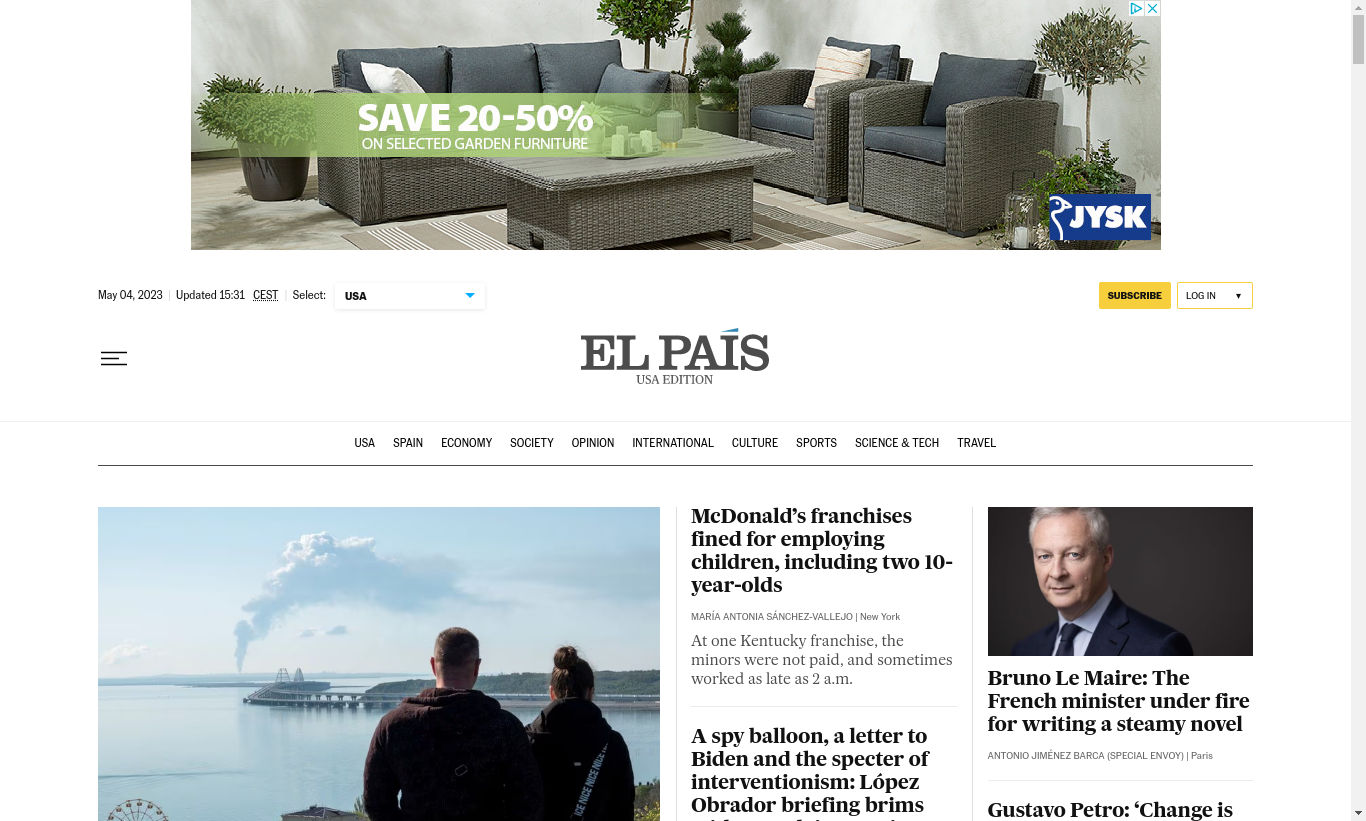 SAVE 20-50%
ON SELECTED GARDEN FURNITURE
JYSK
May 04, 2023 | Updated 15:31 CEST | Select:
USA
SUBSCRIBE
LOG IN
EL PAÍS
USA EDITION
USA SPAIN ECONOMY SOCIETY OPINION INTERNATIONAL CULTURE SPORTS SCIENCE & TECH TRAVEL
ICE NICE NICE NICE
McDonald’s franchises
fined for employing
children, including two 10-
year-olds
MARÍA ANTONIA SÁNCHEZ-VALLEJO | New York
At one Kentucky franchise, the
minors were not paid, and sometimes
worked as late as 2 a.m.
A spy balloon, a letter to
Biden and the specter of
interventionism: López
Obrador briefing brims
Bruno Le Maire: The
French minister under fire
for writing a steamy novel
ANTONIO JIMÉNEZ BARCA (SPECIAL ENVOY) | Paris
Gustavo Petro: ‘Change is